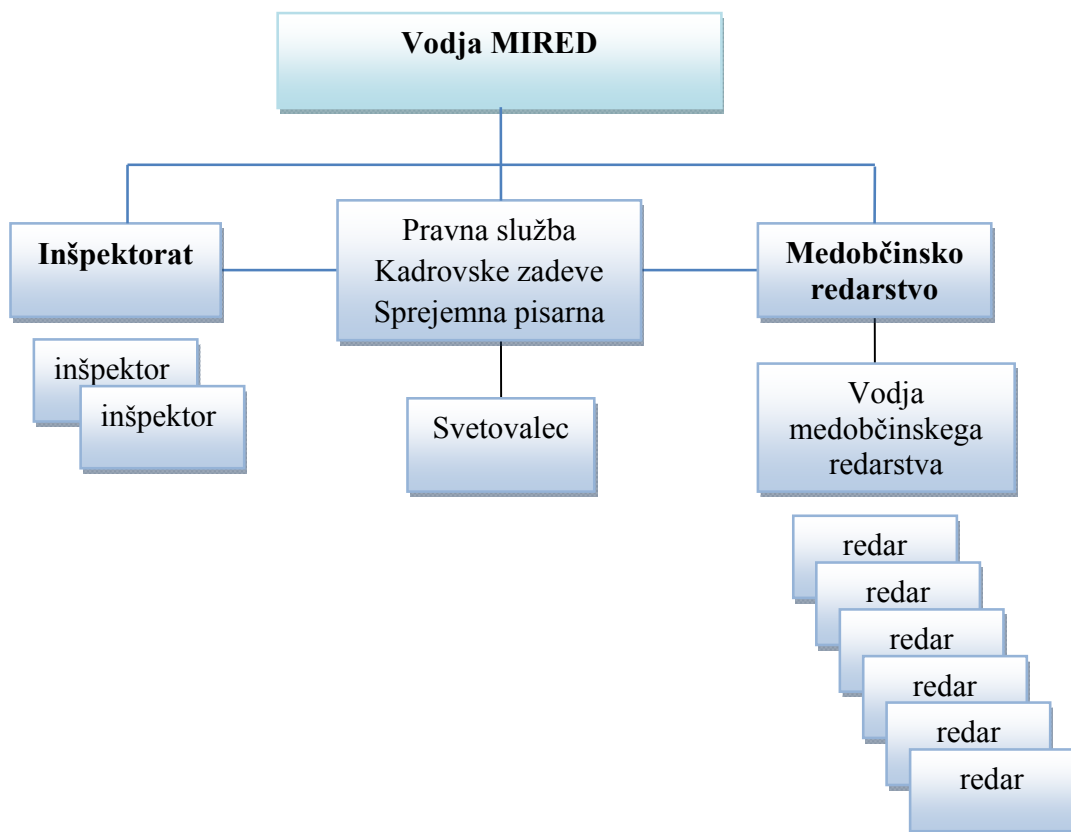 Vodja MIRED
Inšpektorat
inšpektor
inšpektor
Pravna služba
Kadrovske zadeve
Sprejemna pisarna
Svetovalec
Medobčinsko
redarstvo
Vodja
medobčinskega
redarstva
redar
redar
redar
redar
redar
redar